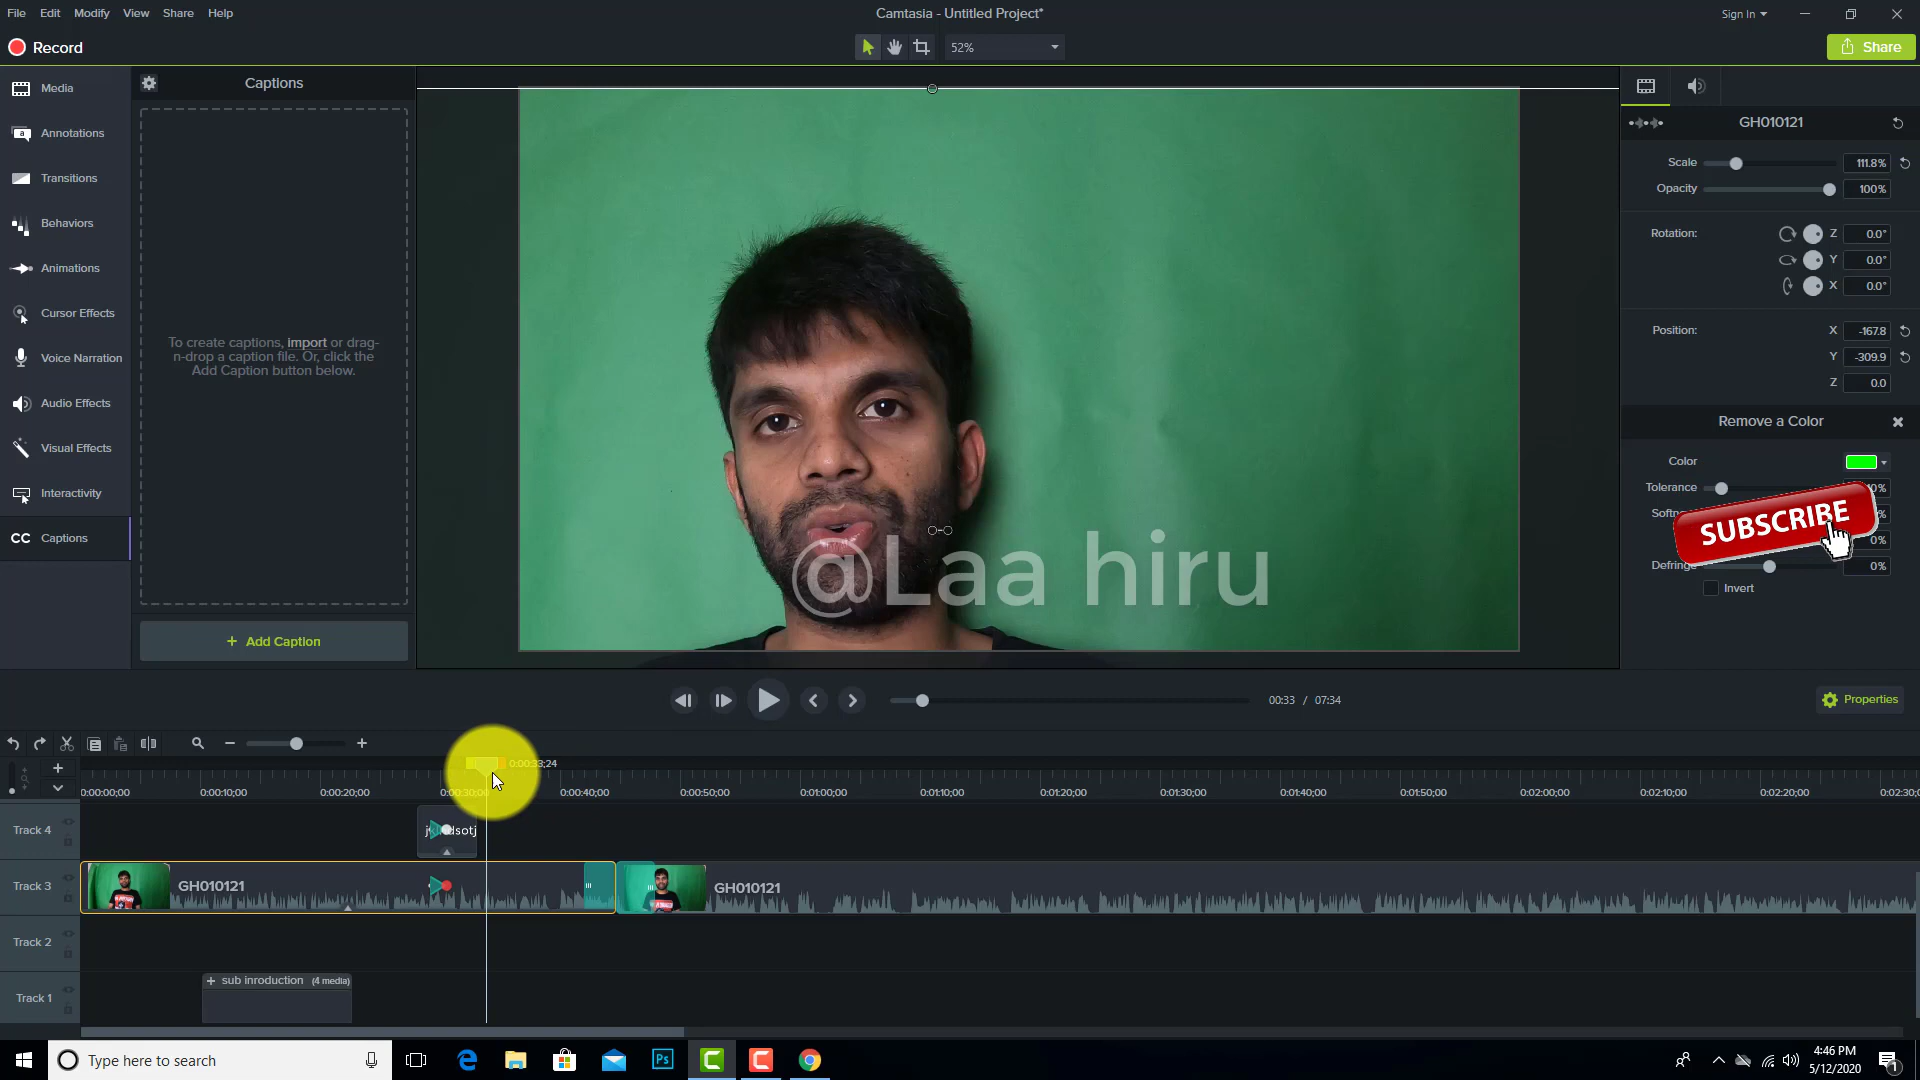 File Edit Modify View Share Help
Camtasia - Untitled Project*
Sign In
Record
52%
Share
Media
Annotations
Transitions
Behaviors
Animations
Cursor Effects
Voice Narration
Audio Effects
Visual Effects
Interactivity
CC Captions
Captions
To create captions, import or drag-
n-drop a caption file. Or, click the
Add Caption button below.
+ Add Caption
@Laa hiru
GH010121
Scale 111.8%
Opacity 100%
Rotation: Z 0.0°
Y 0.0°
X 0.0°
Position: X -167.8
Y -309.9
Z 0.0
Remove a Color
Color
Tolerance
SUBSCRIBE
0%
Defringe 0%
Invert
00:33 / 07:34
Properties
0:00:33;24
0:00:00;00 0:00:10;00 0:00:20;00 0:00:30;00 0:00:40;00 0:00:50;00 0:01:00;00 0:01:10;00 0:01:20;00 0:01:30;00 0:01:40;00 0:01:50;00 0:02:00;00 0:02:10;00 0:02:20;00
Track 4
Track 3 GH010121 GH010121
Track 2
Track 1 + sub inroduction (4 media)
Type here to search
Ps
4:46 PM
5/12/2020
1